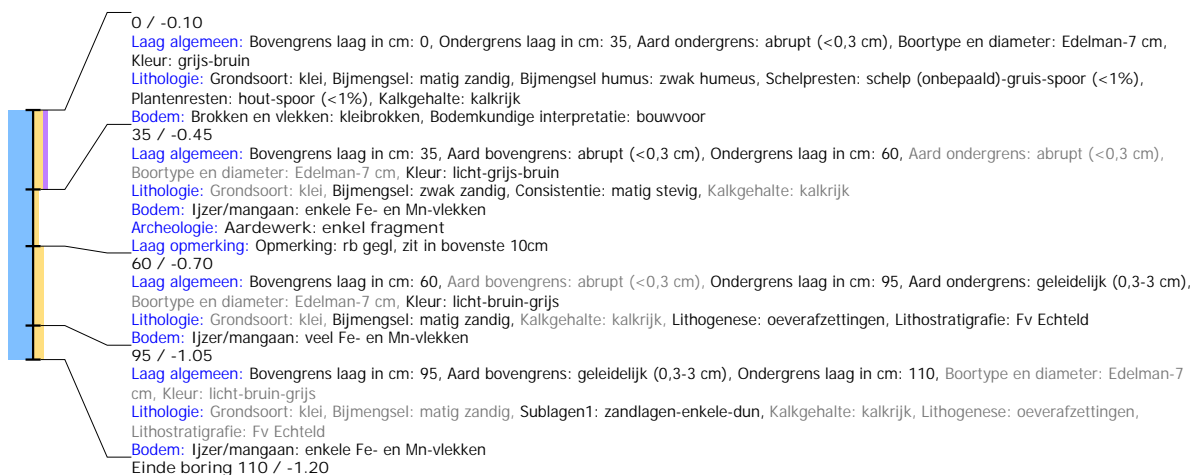 0 / -0.10
Laag algemeen: Bovengrens laag in cm: 0, Ondergrens laag in cm: 35, Aard ondergrens: abrupt (<0,3 cm), Boortype en diameter: Edelman-7 cm,
Kleur: grijs-bruin
Lithologie: Grondsoort: klei, Bijmengsel: matig zandig, Bijmengsel humus: zwak humeus, Schelpresten: schelp (onbepaald)-gruis-spoor (<1%),
Plantenresten: hout-spoor (<1%), Kalkgehalte: kalkrijk
Bodem: Brokken en vlekken: kleibrokken, Bodemkundige interpretatie: bouwvoor
35 / -0.45
Laag algemeen: Bovengrens laag in cm: 35, Aard bovengrens: abrupt (<0,3 cm), Ondergrens laag in cm: 60, Aard ondergrens: abrupt (<0,3 cm),
Boortype en diameter: Edelman-7 cm, Kleur: licht-grijs-bruin
Lithologie: Grondsoort: klei, Bijmengsel: zwak zandig, Consistentie: matig stevig, Kalkgehalte: kalkrijk
Bodem: Ijzer/mangaan: enkele Fe- en Mn-vlekken
Archeologie: Aardewerk: enkel fragment
Laag opmerking: Opmerking: rb gegl, zit in bovenste 10cm
60 / -0.70
Laag algemeen: Bovengrens laag in cm: 60, Aard bovengrens: abrupt (<0,3 cm), Ondergrens laag in cm: 95, Aard ondergrens: geleidelijk (0,3-3 cm),
Boortype en diameter: Edelman-7 cm, Kleur: licht-bruin-grijs
Lithologie: Grondsoort: klei, Bijmengsel: matig zandig, Kalkgehalte: kalkrijk, Lithogenese: oeverafzettingen, Lithostratigrafie: Fv Echteld
Bodem: Ijzer/mangaan: veel Fe- en Mn-vlekken
95 / -1.05
Laag algemeen: Bovengrens laag in cm: 95, Aard bovengrens: geleidelijk (0,3-3 cm), Ondergrens laag in cm: 110, Boortype en diameter: Edelman-7
cm, Kleur: licht-bruin-grijs
Lithologie: Grondsoort: klei, Bijmengsel: matig zandig, Sublagen1: zandlagen-enkele-dun, Kalkgehalte: kalkrijk, Lithogenese: oeverafzettingen,
Lithostratigrafie: Fv Echteld
Bodem: Ijzer/mangaan: enkele Fe- en Mn-vlekken
Einde boring 110 / -1.20